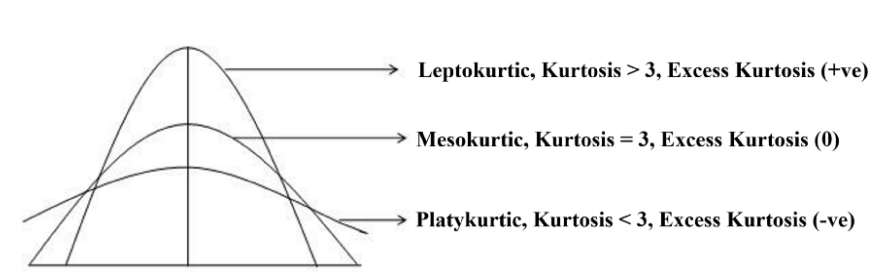 Leptokurtic, Kurtosis > 3, Excess Kurtosis (+ve)
Mesokurtic, Kurtosis = 3, Excess Kurtosis (0)
Platykurtic, Kurtosis < 3, Excess Kurtosis (-ve)